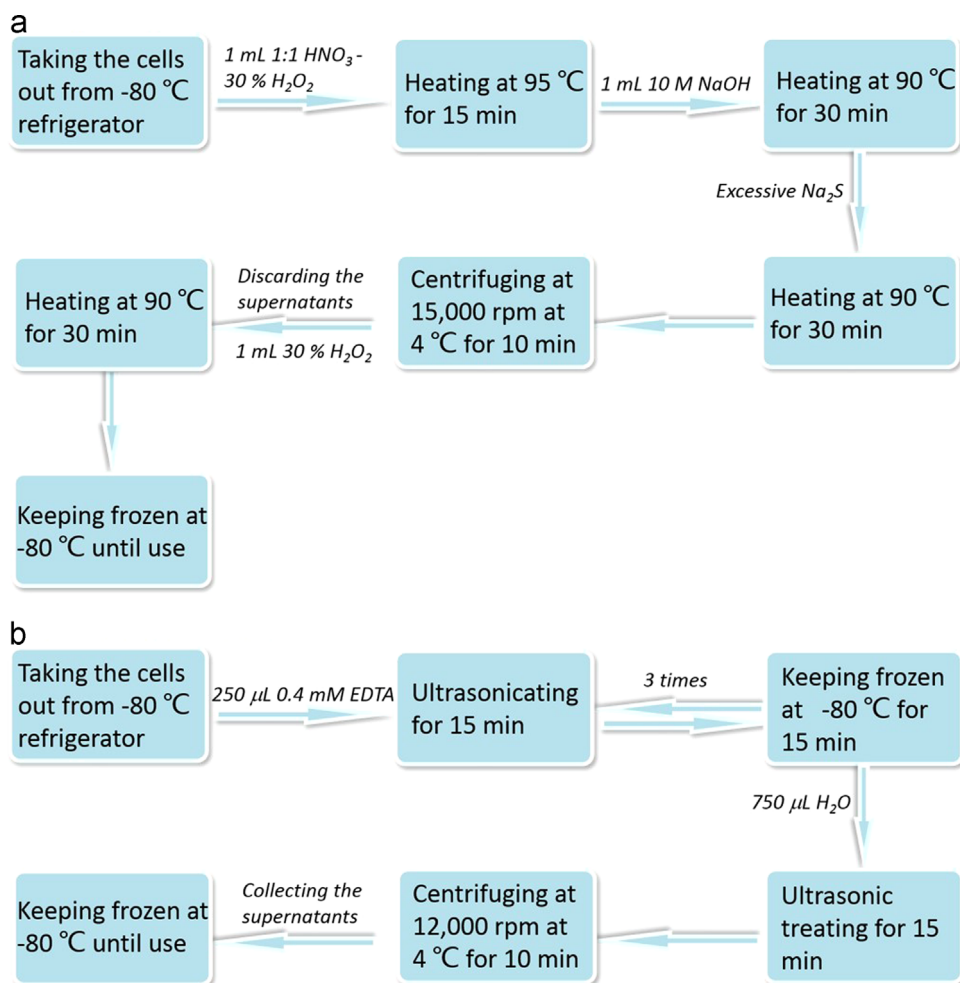 a
Taking the cells
out from -80 ℃
refrigerator
1 mL 1:1 HNO₃ -
30 % H₂O₂
Heating at 95 ℃
for 15 min
1 mL 10 M NaOH
Heating at 90 ℃
for 30 min
Excessive Na₂S
Heating at 90 ℃
for 30 min
Centrifuging at
15,000 rpm at
4 ℃ for 10 min
Discarding the
supernatants
1 mL 30 % H₂O₂
Heating at 90 ℃
for 30 min
Keeping frozen at
-80 ℃ until use
b
Taking the cells
out from -80 ℃
refrigerator
250 μL 0.4 mM EDTA
Ultrasonicating
for 15 min
3 times
Keeping frozen
at -80 ℃ for
15 min
750 μL H₂O
Ultrasonic
treating for 15
min
Centrifuging at
12,000 rpm at
4 ℃ for 10 min
Collecting the
supernatants
Keeping frozen at
-80 ℃ until use